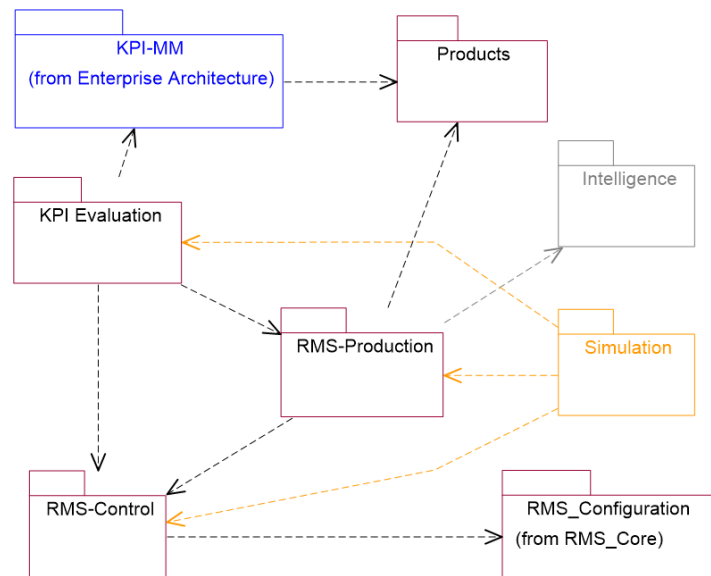 KPI-MM
(from Enterprise Architecture)
Products
Intelligence
KPI Evaluation
RMS-Production
Simulation
RMS-Control
RMS_Configuration
(from RMS_Core)